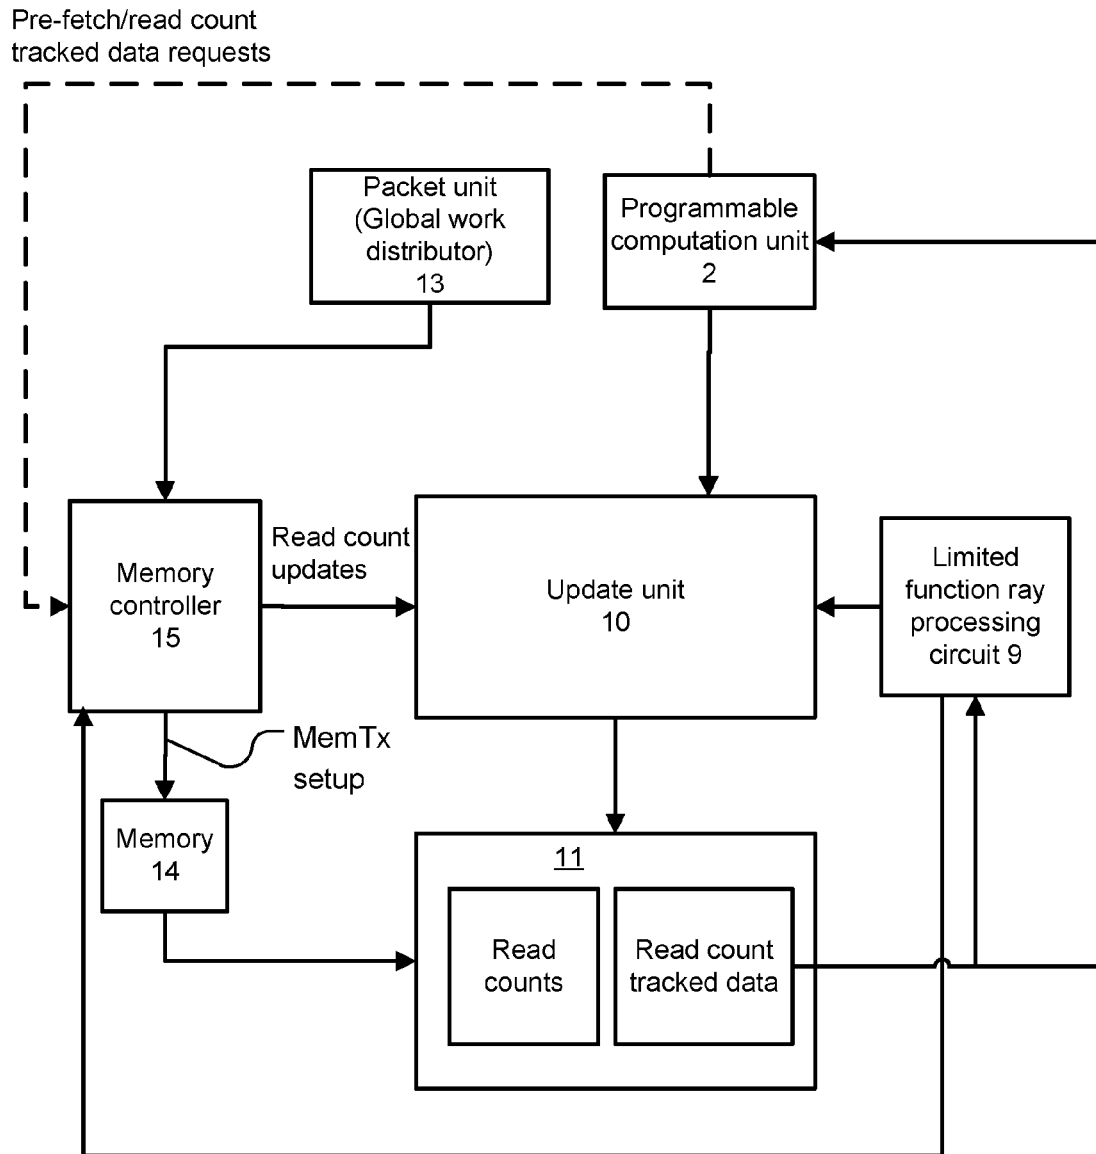 Pre-fetch/read count
tracked data requests
Packet unit
(Global work
distributor)
13
Programmable
computation unit
2
Memory
controller
15
Read count
updates
Update unit
10
Limited
function ray
processing
circuit 9
MemTx
setup
Memory
14
11
Read
counts
Read count
tracked data